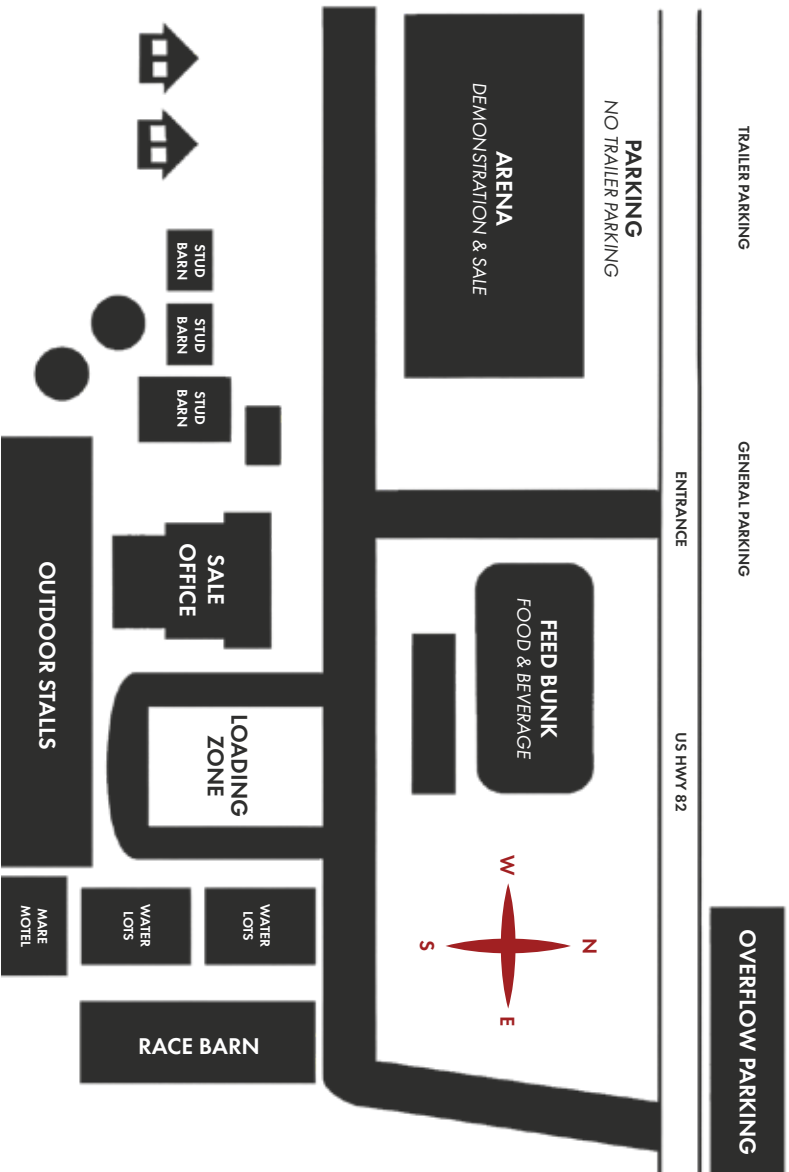 TRAILER PARKING
GENERAL PARKING
OVERFLOW PARKING
ENTRANCE
US HWY 82
PARKING
NO TRAILER PARKING
ARENA
DEMONSTRATION & SALE
FEED BUNK
FOOD & BEVERAGE
N
W
E
S
STUD
BARN
STUD
BARN
STUD
BARN
SALE
OFFICE
LOADING
ZONE
WATER
LOTS
WATER
LOTS
RACE BARN
OUTDOOR STALLS
MARE
MOTEL